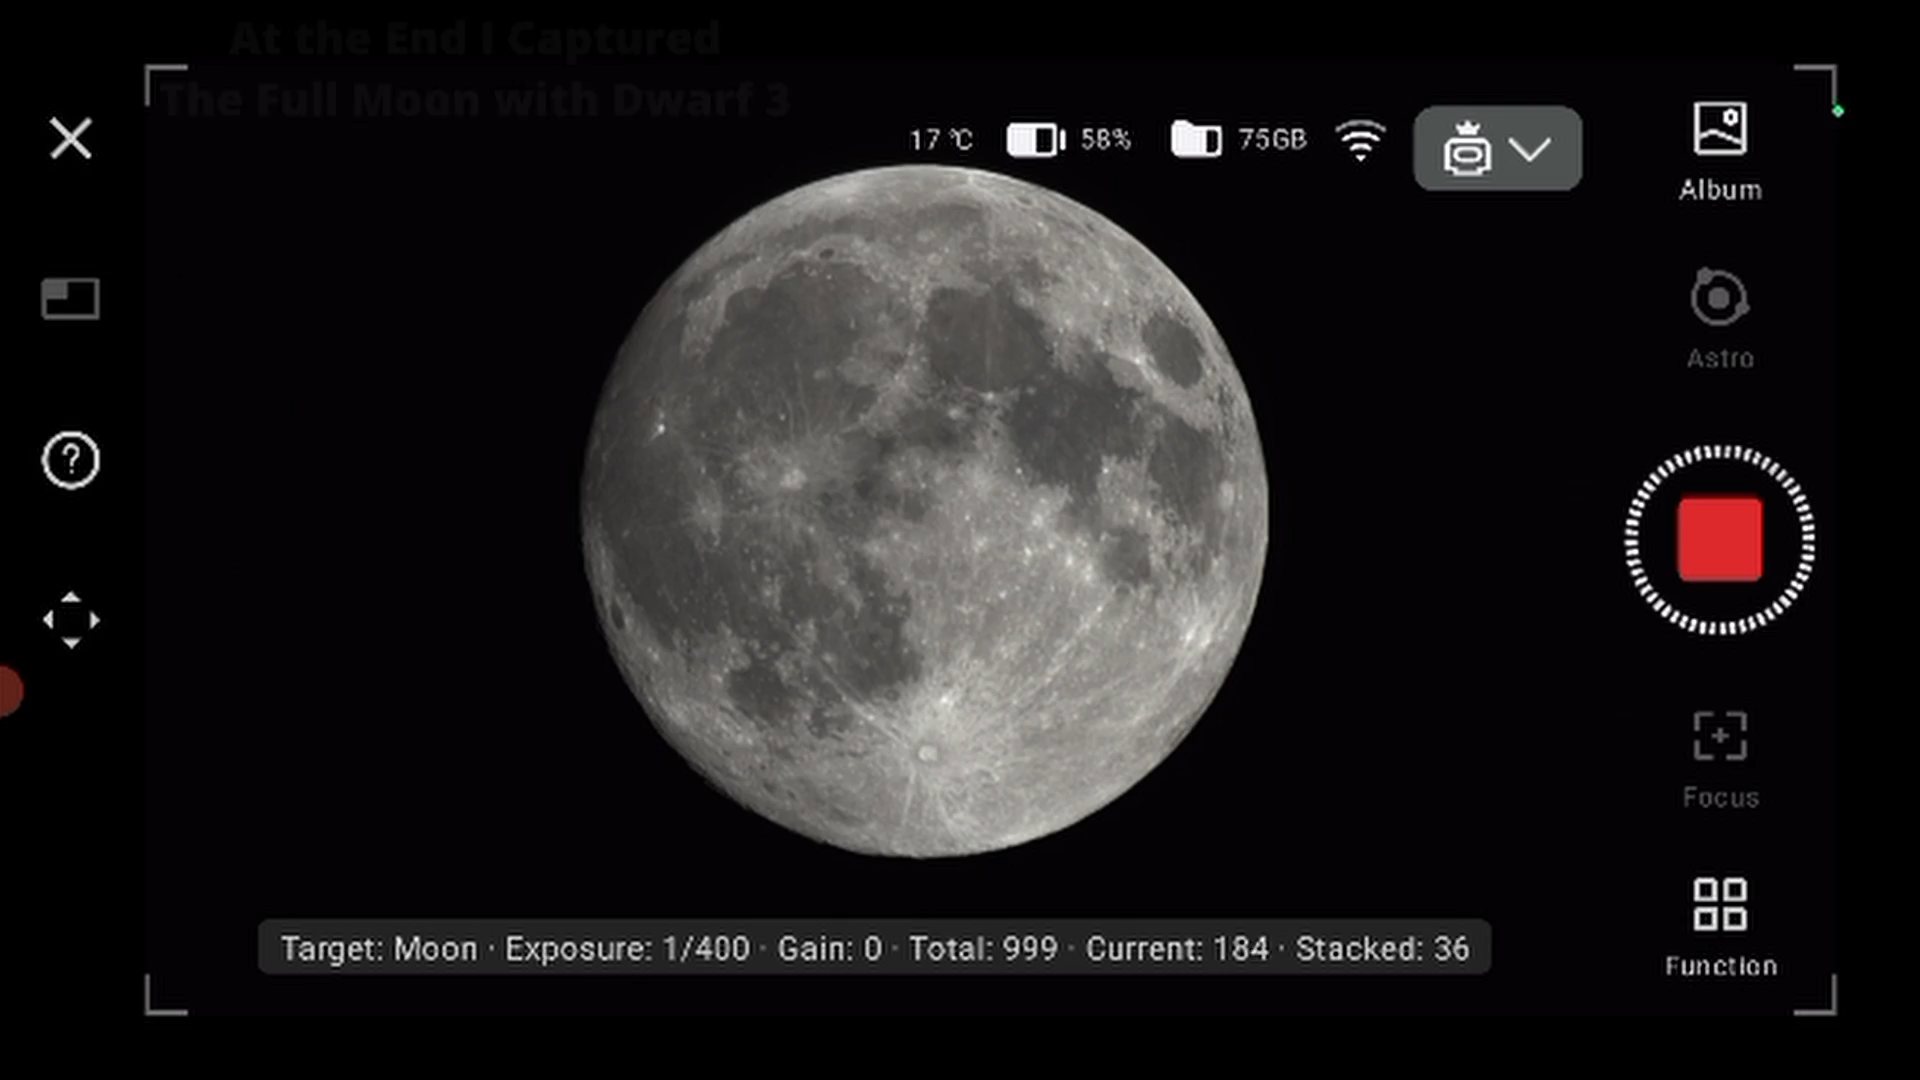 At the End I Captured
The Full Moon with Dwarf 3
17 °C 58% 75GB
Album
Astro
Focus
Function
Target: Moon · Exposure: 1/400 · Gain: 0 · Total: 999 · Current: 184 · Stacked: 36